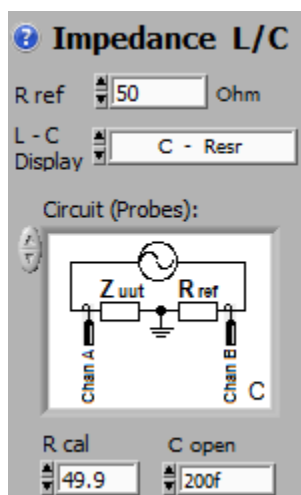 ? Impedance L/C
R ref 50 Ohm
L - C
Display C - Resr
Circuit (Probes):
Z uut R ref
Chan A Chan B C
R cal C open
49.9 200f